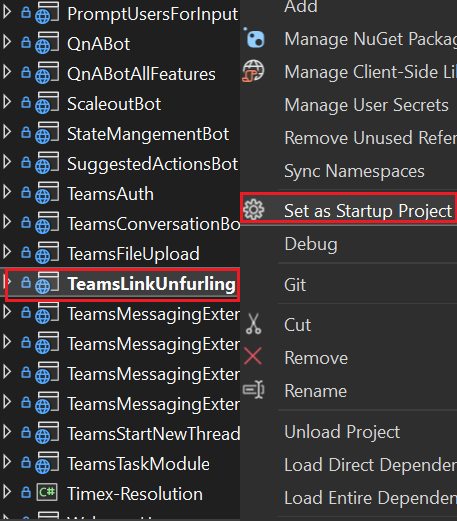 PromptUsersForInput
QnABot
QnABotAllFeatures
ScaleoutBot
StateMangementBot
SuggestedActionsBot
TeamsAuth
TeamsConversationBo
TeamsFileUpload
TeamsLinkUnfurling
TeamsMessagingExter
TeamsMessagingExter
TeamsMessagingExter
TeamsMessagingExter
TeamsStartNewThread
TeamsTaskModule
C# Timex-Resolution
Add
Manage NuGet Packag
Manage Client-Side Li
Manage User Secrets
Remove Unused Refer
Sync Namespaces
Set as Startup Project
Debug
Git
Cut
Remove
Rename
Unload Project
Load Direct Dependen
Load Entire Dependen